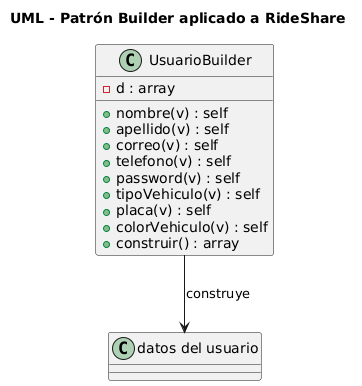 UML - Patrón Builder aplicado a RideShare
C UsuarioBuilder
d : array
nombre(v) : self
apellido(v) : self
correo(v) : self
telefono(v) : self
password(v) : self
tipoVehiculo(v) : self
placa(v) : self
colorVehiculo(v) : self
construir() : array
construye
C datos del usuario